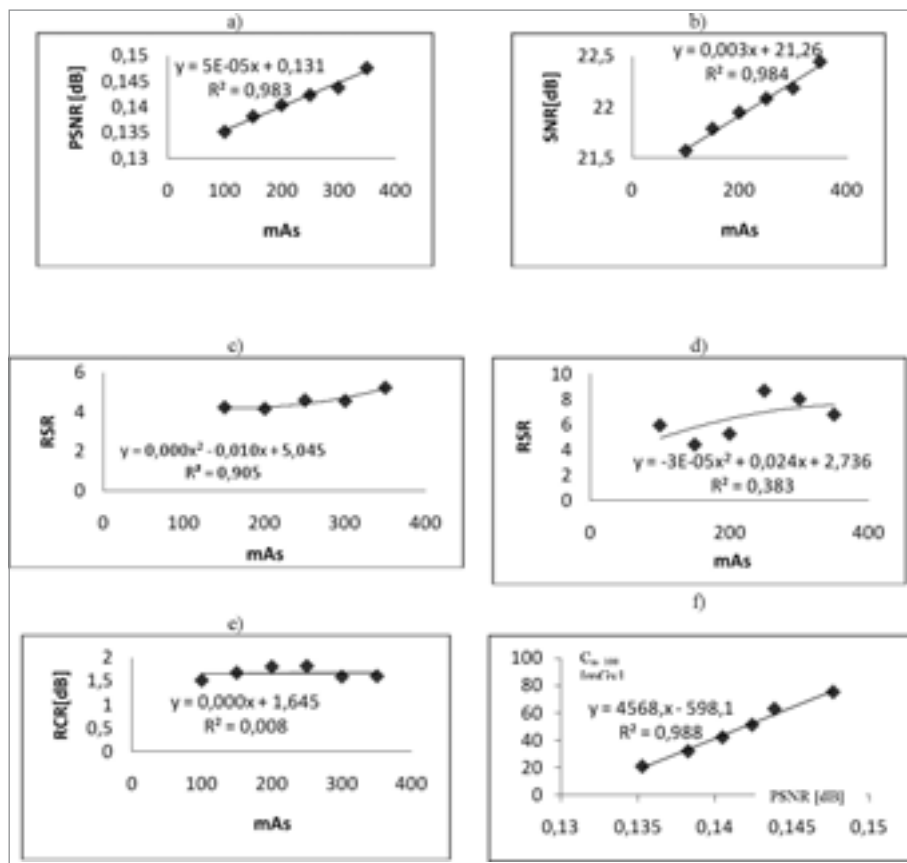 a)
0,15
0,145
0,14
0,135
0,13
PSNR [dB]
y = 5E-05x + 0,131
R² = 0,983
0 100 200 300 400
mAs
b)
22,5
22
21,5
SNR[dB]
y = 0,003x + 21,26
R² = 0,984
0 200 400
mAs
c)
6
4
2
0
RSR
y = 0,000x² - 0,010x + 5,045
R² = 0,905
0 100 200 300 400
mAs
d)
10
8
6
4
2
0
RSR
y = -3E-05x² + 0,024x + 2,736
R² = 0,383
0 200 400
mAs
e)
2
1,5
1
0,5
0
RCR[dB]
y = 0,000x + 1,645
R² = 0,008
0 100 200 300 400
mAs
f)
100
80
60
40
20
0
y = 4568,x - 598,1
R² = 0,988
PSNR [dB]
0,13 0,135 0,14 0,145 0,15